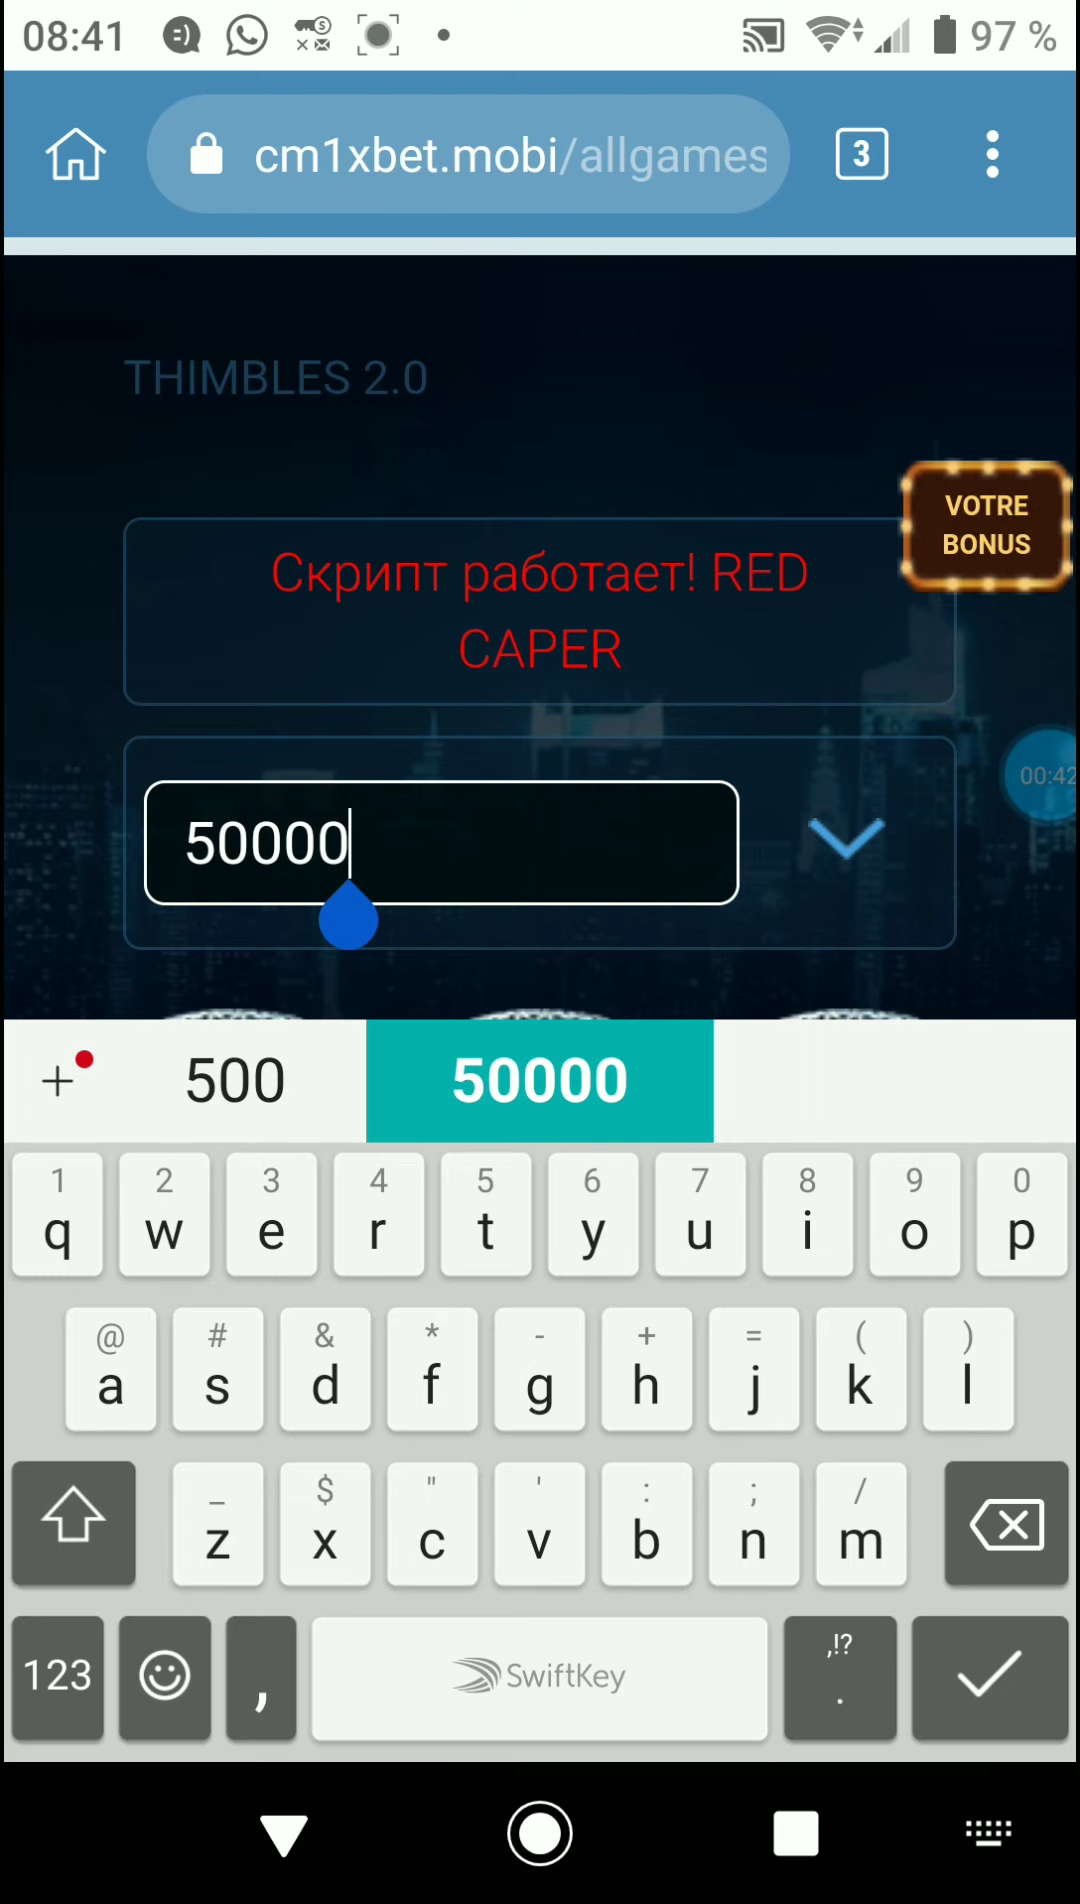 08:41
97 %
cm1xbet.mobi/allgames
3
THIMBLES 2.0
VOTRE
BONUS
Скрипт работает! RED
CAPER
00:42
50000
+ 500 50000
1 2 3 4 5 6 7 8 9 0
q w e r t y u i o p
@ # & * - + = ( )
a s d f g h j k l
_ $ " ' : ; /
z x c v b n m
,!?
123 , SwiftKey .